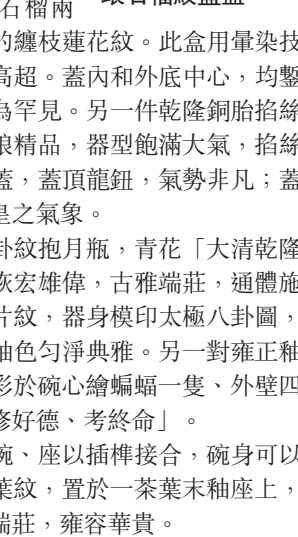 石榴兩
的纏枝蓮花紋。此盒用暈染技
高超。蓋內和外底中心，均鏨
為罕見。另一件乾隆銅胎掐絲
琅精品，器型飽滿大氣，掐絲
蓋，蓋頂龍鈕，氣勢非凡；蓋
皇之氣象。
卦紋抱月瓶，青花「大清乾隆
恢宏雄偉，古雅端莊，通體施
片紋，器身模印太極八卦圖，
釉色勻淨典雅。另一對雍正釉
彩於碗心繪蝙蝠一隻、外壁四
修好德、考終命」。
碗、座以插榫接合，碗身可以
葉紋，置於一茶葉末釉座上，
端莊，雍容華貴。